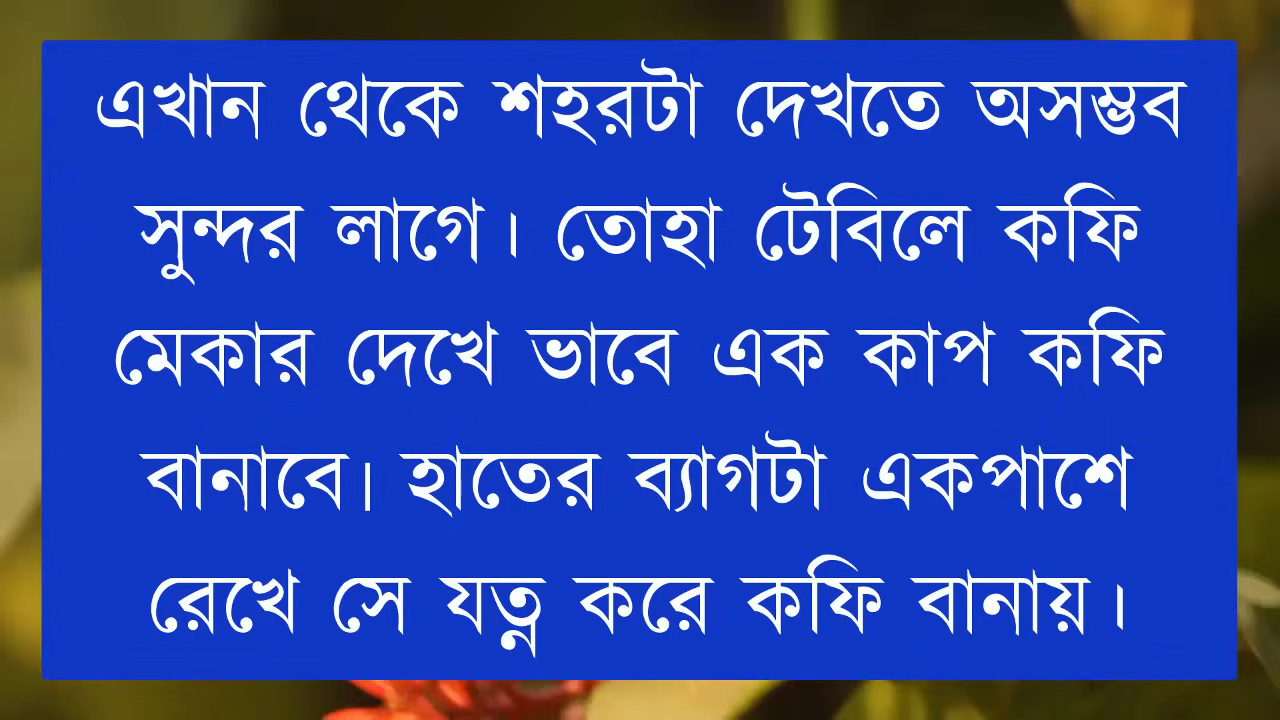 এখান থেকে শহরটা দেখতে অসম্ভব
সুন্দর লাগে। তোহা টেবিলে কফি
মেকার দেখে ভাবে এক কাপ কফি
বানাবে। হাতের ব্যাগটা একপাশে
রেখে সে যত্ন করে কফি বানায়।